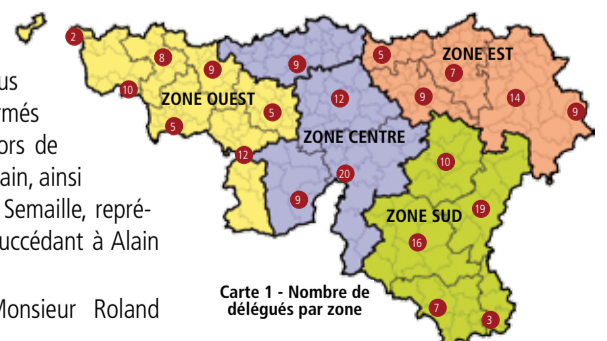 us
rmés
ors de
ain, ainsi
Semaille, repré-
uccédant à Alain
Monsieur Roland
ZONE OUEST
ZONE CENTRE
ZONE EST
ZONE SUD
2
8
9
10
5
5
12
9
12
20
9
5
7
9
14
9
10
19
16
7
3
Carte 1 - Nombre de
délégués par zone